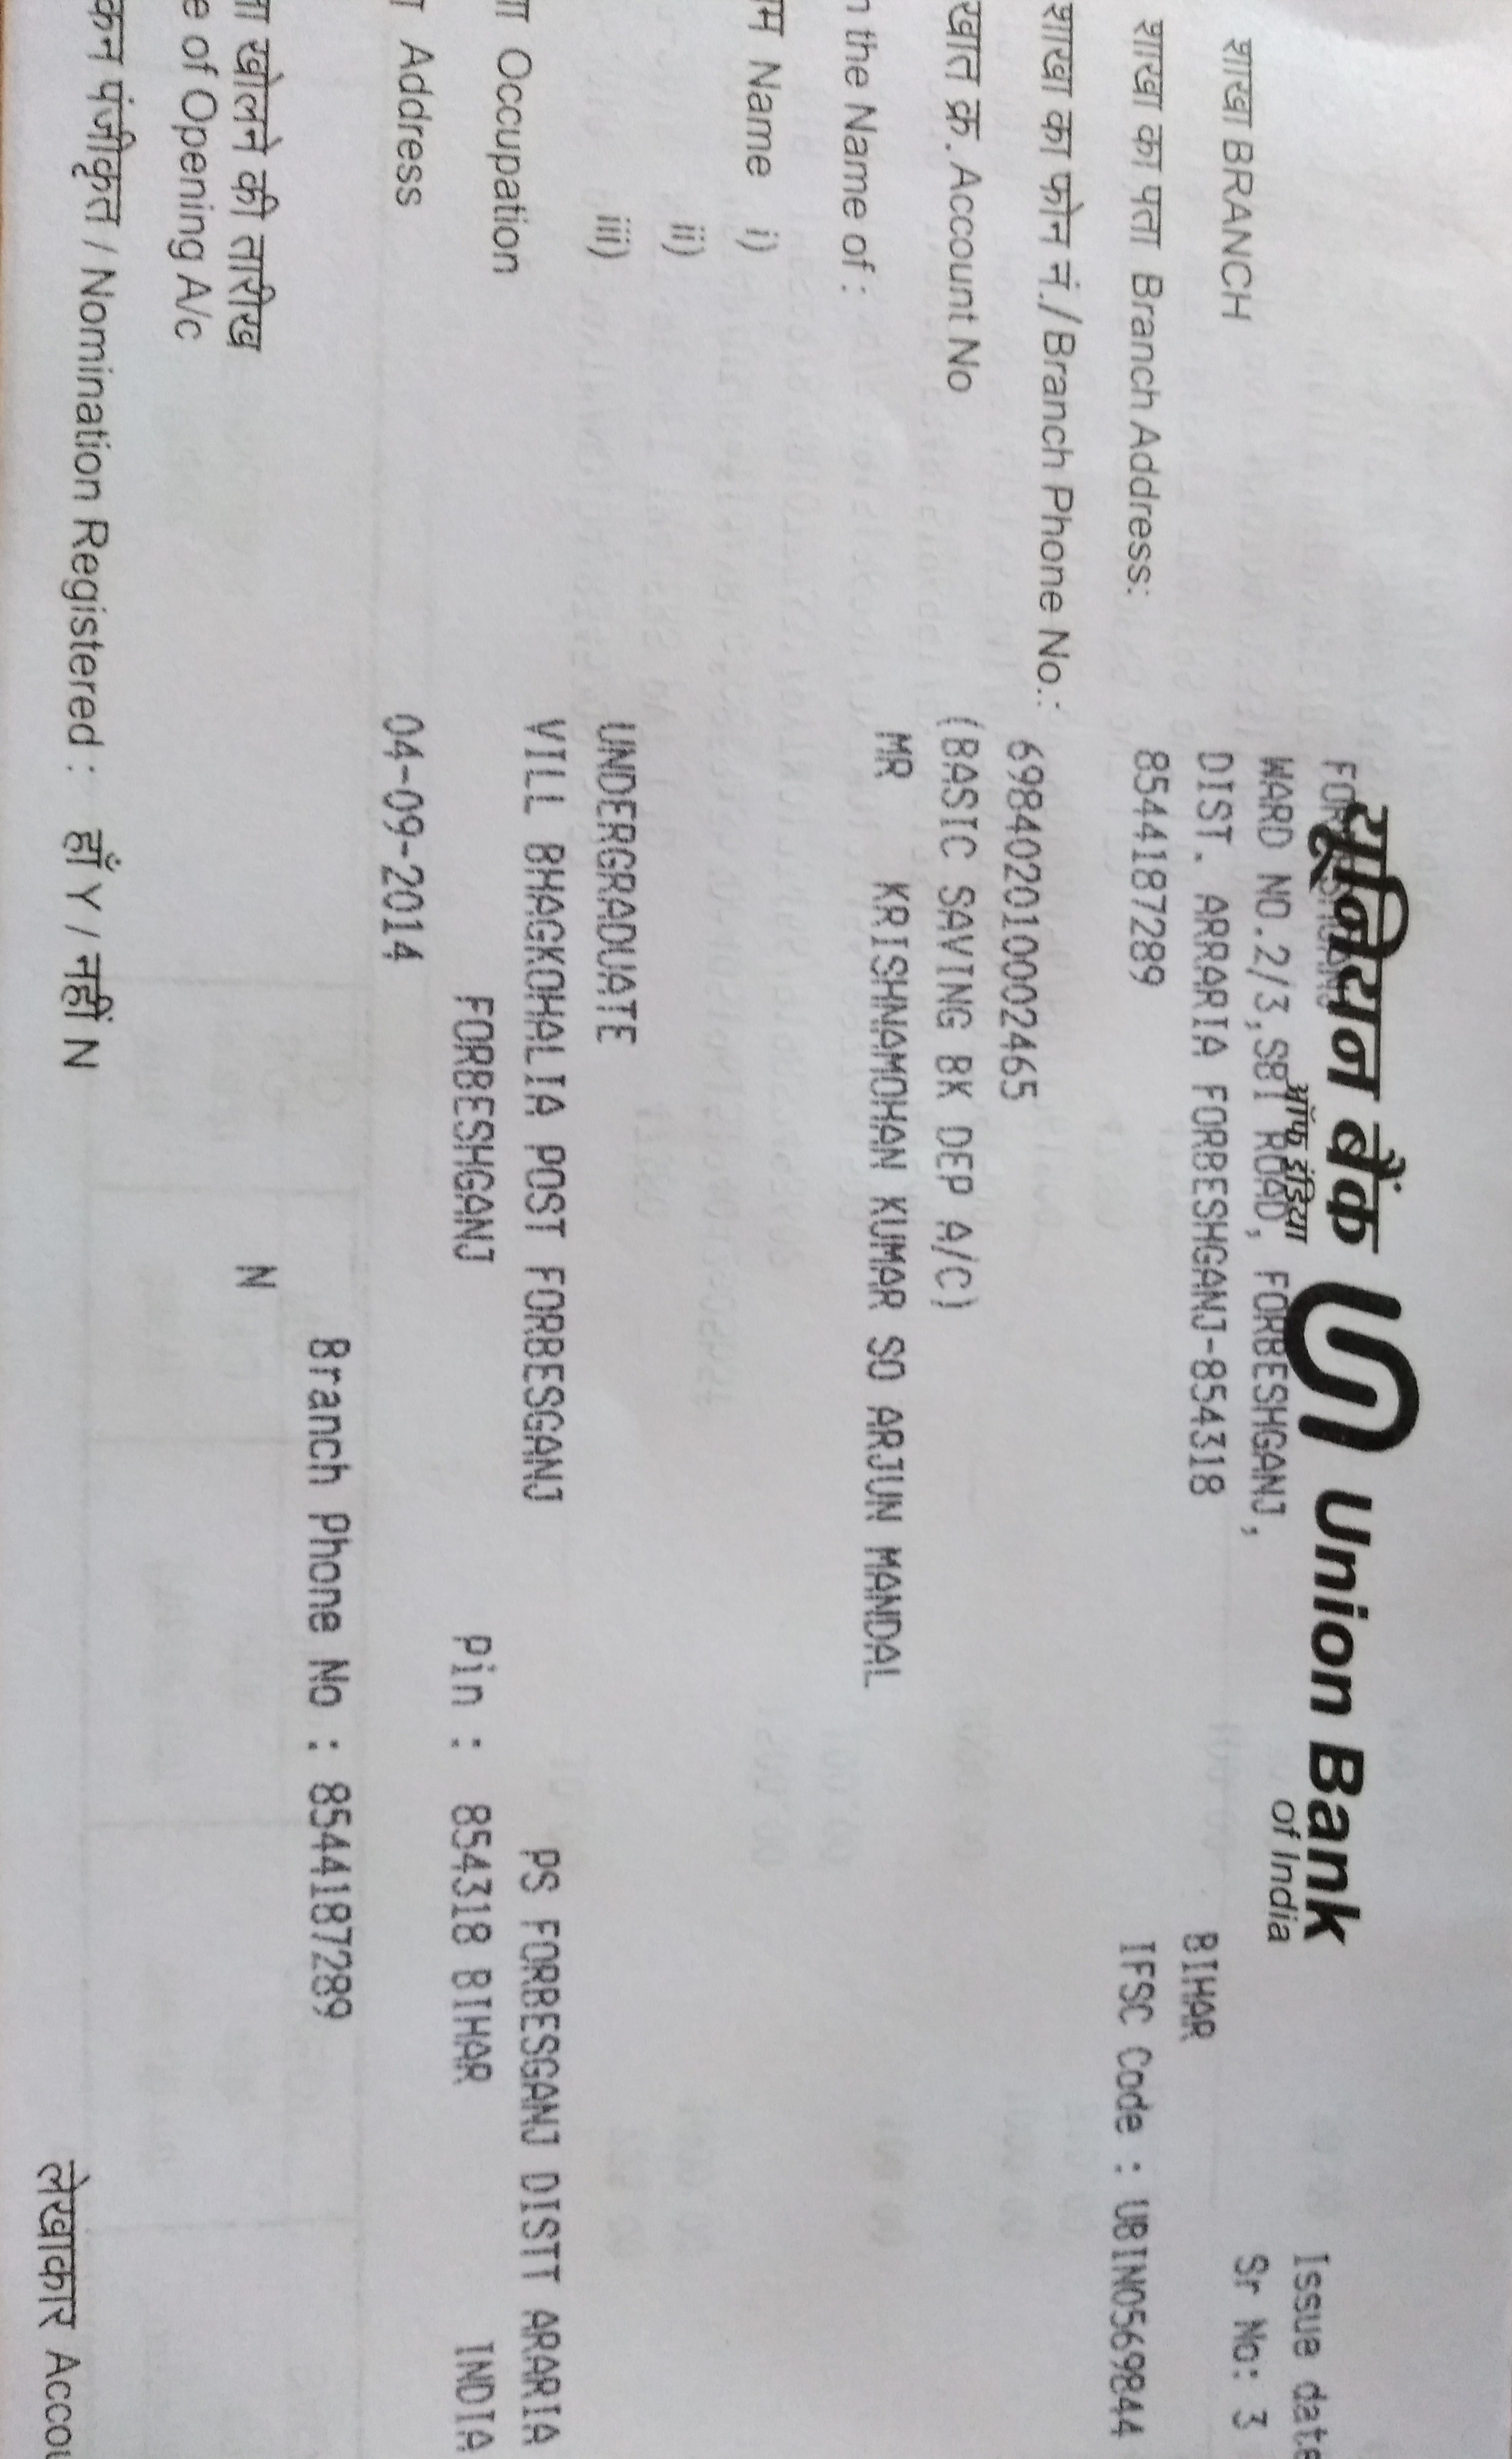 यूनियन बैंक Union Bank
ऑफ इंडिया of India
Issue date
WARD NO.2/3,SBI ROAD, FORBESHGANJ, Sr No: 3
शाखा BRANCH DIST. ARRARIA FORBESHGANJ-854318 BIHAR
शाखा का पता Branch Address: 8544187289 IFSC Code : UBIN0569844
शाखा का फोन नं./ Branch Phone No.:
698402010002465
खात क्र. Account No (BASIC SAVING BK DEP A/C)
the Name of : MR KRISHNAMOHAN KUMAR SO ARJUN MANDAL
Name i)
ii)
iii) UNDERGRADUATE
Occupation VILL BHAGKOHALIA POST FORBESGANJ PS FORBESGANJ DISTT ARARIA
FORBESHGANJ Pin : 854318 BIHAR INDIA
Address 04-09-2014
Branch Phone No : 8544187289
खोलने की तारीख N
of Opening A/c
पंजीकृत / Nomination Registered : हाँ Y / नहीं N
लेखाकार